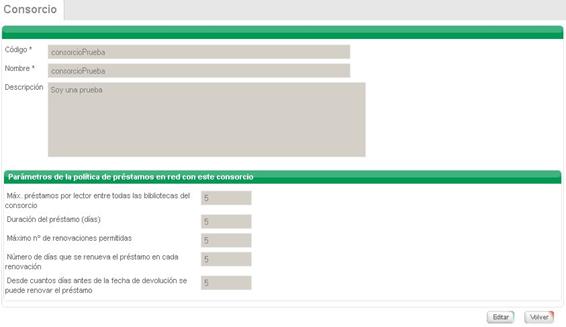 Consorcio
Código * consorcioPrueba
Nombre * consorcioPrueba
Descripción Soy una prueba
Parámetros de la política de préstamos en red con este consorcio
Máx. préstamos por lector entre todas las bibliotecas del
consorcio 5
Duración del préstamo (días) 5
Máximo nº de renovaciones permitidas 5
Número de días que se renueva el préstamo en cada
renovación 5
Desde cuantos días antes de la fecha de devolución se
puede renovar el préstamo 5
Editar Volver